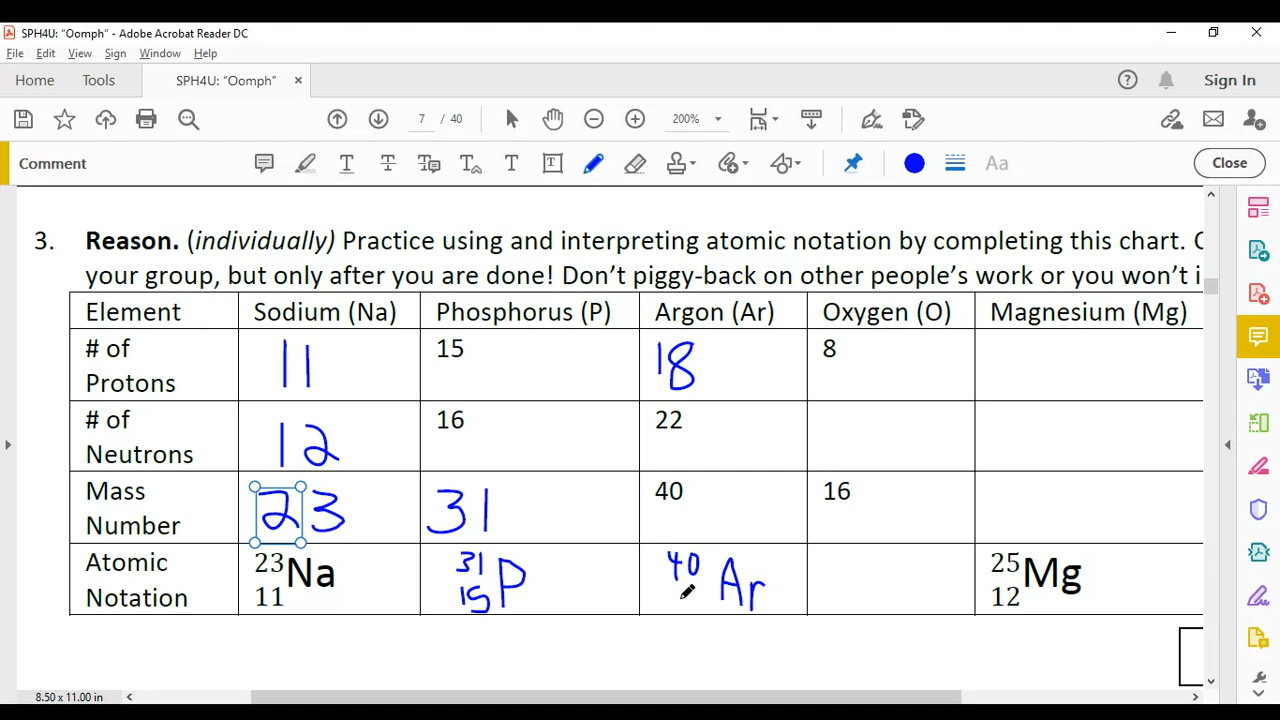 SPH4U: "Oomph" - Adobe Acrobat Reader DC
File Edit View Sign Window Help
Home Tools SPH4U: "Oomph" × Sign In
7 / 40 200%
Comment Aa Close
3. Reason. (individually) Practice using and interpreting atomic notation by completing this chart. C
your group, but only after you are done! Don't piggy-back on other people's work or you won't i
Element Sodium (Na) Phosphorus (P) Argon (Ar) Oxygen (O) Magnesium (Mg)
# of 15 8
Protons 11 18
# of 16 22
Neutrons 12
Mass 40 16
Number 23 31
Atomic 23 Na 31 P 40 Ar 25 Mg
Notation 11 15 12
8.50 x 11.00 in